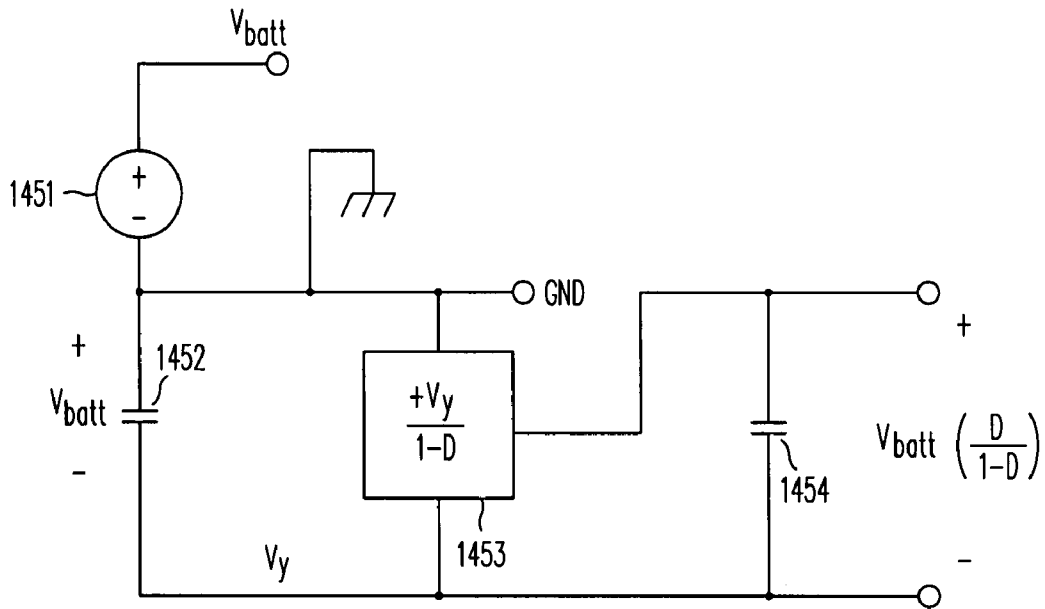 Vbatt
1451
+
-
GND
+
1452
Vbatt
-
+Vy
1-D
1453
Vy
1454
+
Vbatt (D/1-D)
-